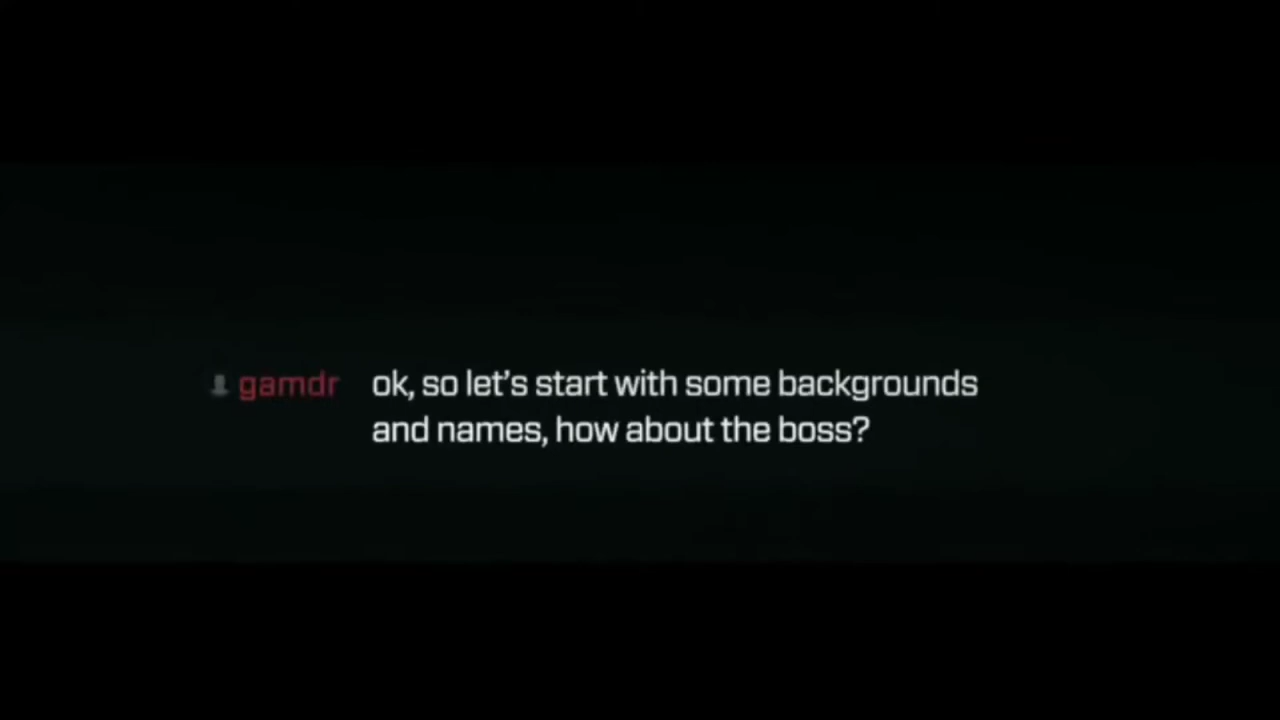 gamdr ok, so let's start with some backgrounds
and names, how about the boss?